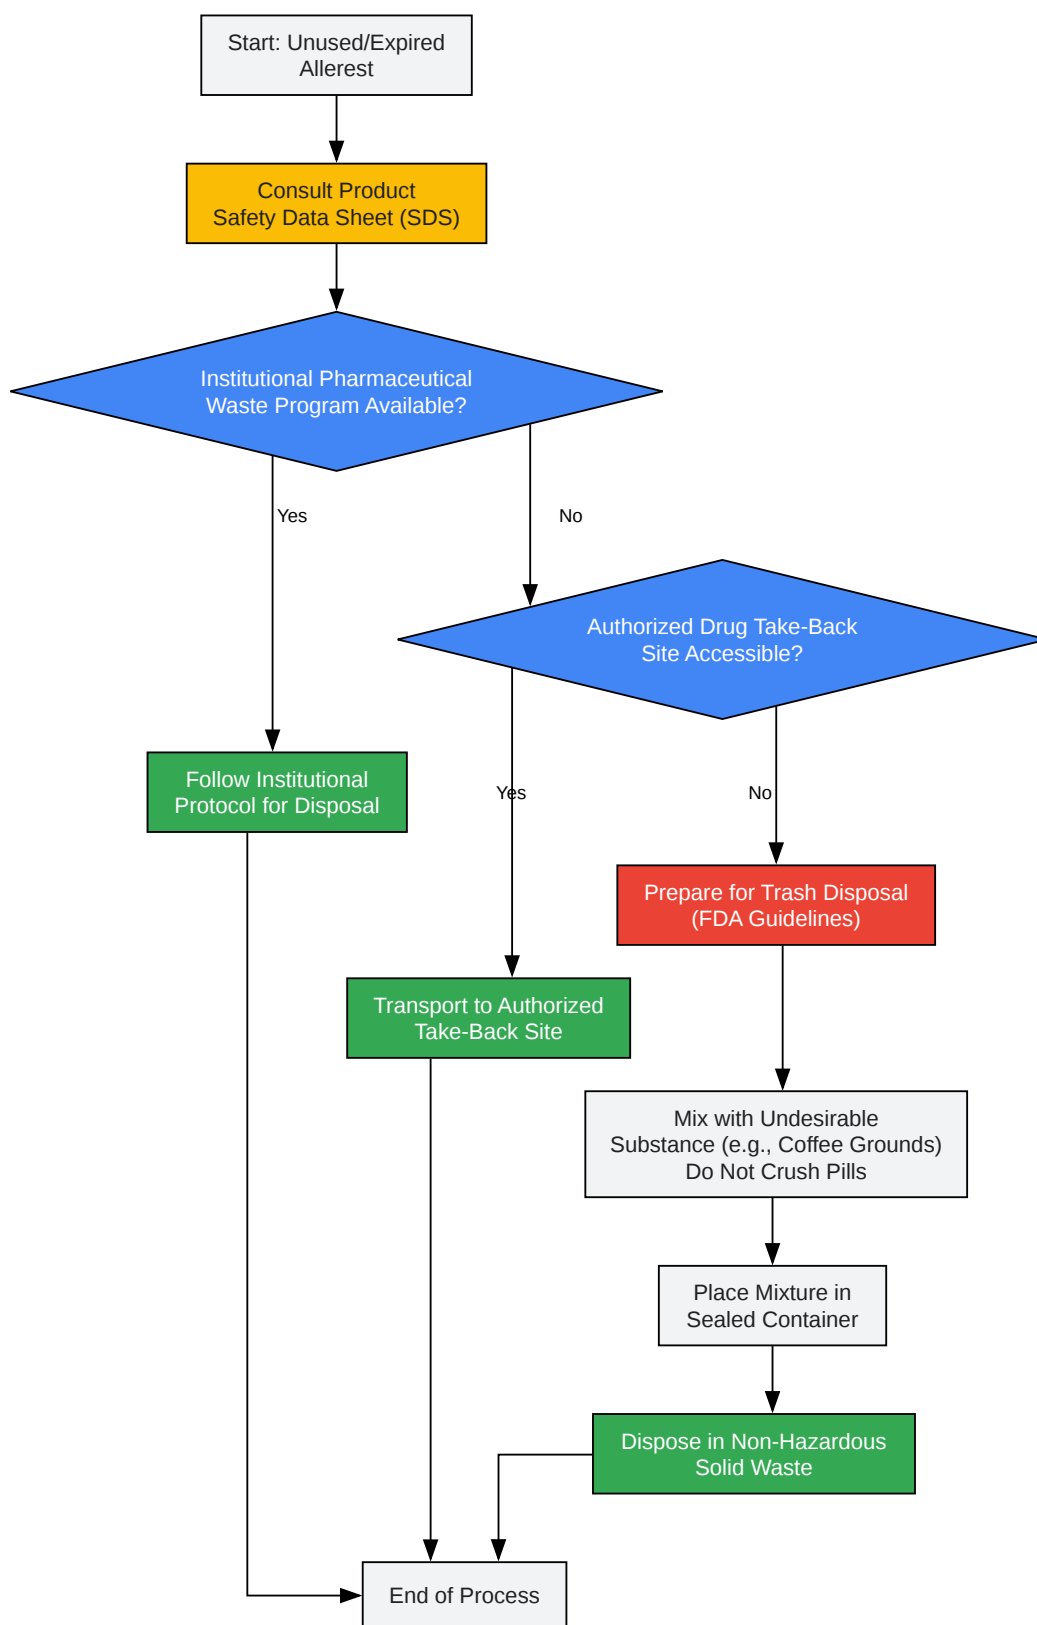 Start: Unused/Expired
Allerest
Consult Product
Safety Data Sheet (SDS)
Institutional Pharmaceutical
Waste Program Available?
Yes
No
Authorized Drug Take-Back
Site Accessible?
Follow Institutional
Protocol for Disposal
Yes
No
Prepare for Trash Disposal
(FDA Guidelines)
Transport to Authorized
Take-Back Site
Mix with Undesirable
Substance (e.g., Coffee Grounds)
Do Not Crush Pills
Place Mixture in
Sealed Container
Dispose in Non-Hazardous
Solid Waste
End of Process